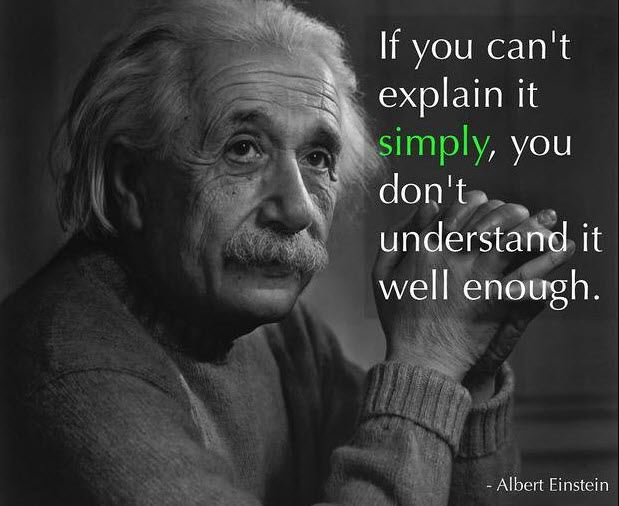 If you can't
explain it
simply, you
don't
understand it
well enough.
- Albert Einstein